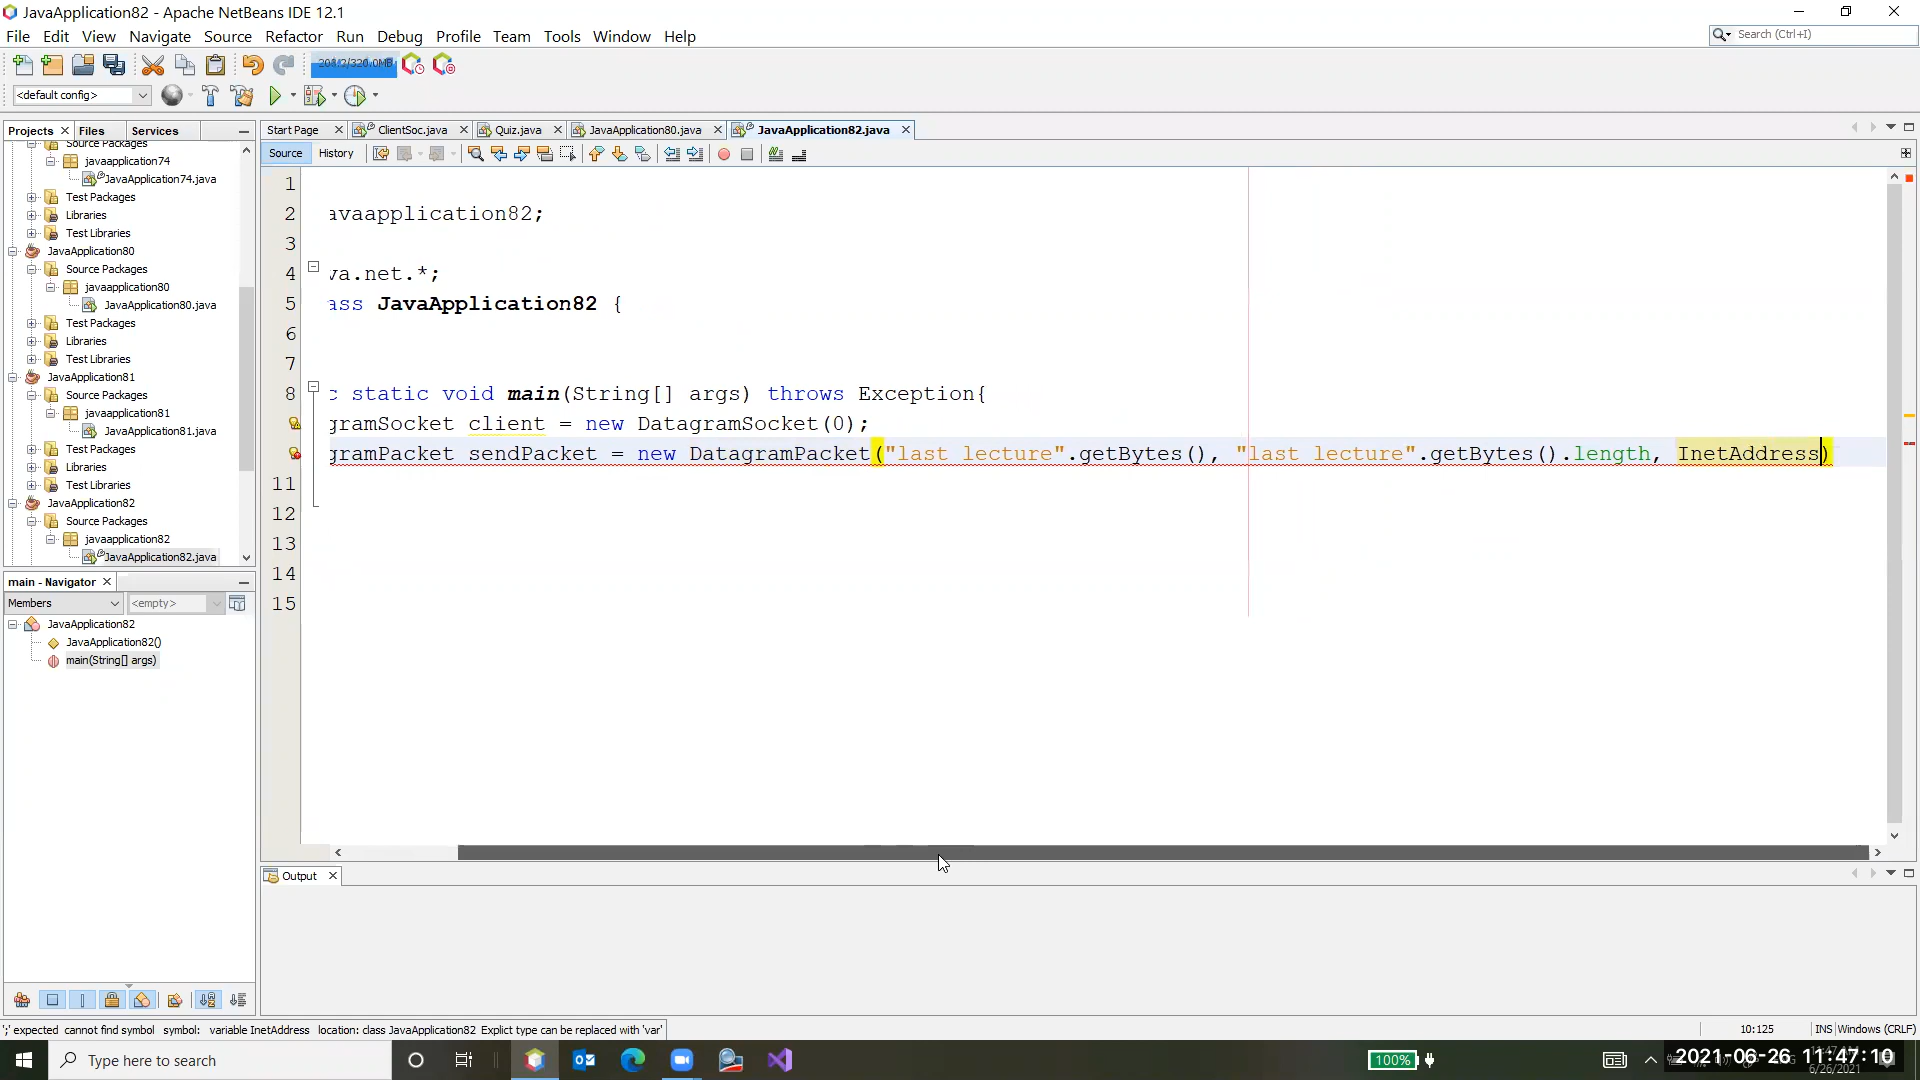 JavaApplication82 - Apache NetBeans IDE 12.1
File Edit View Navigate Source Refactor Run Debug Profile Team Tools Window Help
Search (Ctrl+I)
208.2/320.0MB
<default config>
Projects Files Services
Start Page ClientSoc.java Quiz.java JavaApplication80.java JavaApplication82.java
Source History
Source Packages
javaapplication74
JavaApplication74.java
Test Packages
Libraries
Test Libraries
JavaApplication80
Source Packages
javaapplication80
JavaApplication80.java
Test Packages
Libraries
Test Libraries
JavaApplication81
Source Packages
javaapplication81
JavaApplication81.java
Test Packages
Libraries
Test Libraries
JavaApplication82
Source Packages
javaapplication82
JavaApplication82.java
1
2 avaapplication82;
3
4 va.net.*;
5 ass JavaApplication82 {
6
7
8 c static void main(String[] args) throws Exception{
gramSocket client = new DatagramSocket(0);
gramPacket sendPacket = new DatagramPacket("last lecture".getBytes(), "last lecture".getBytes().length, InetAddress)
11
12
13
14
15
main - Navigator
Members <empty>
JavaApplication82
JavaApplication82()
main(String[] args)
Output
';' expected cannot find symbol symbol: variable InetAddress location: class JavaApplication82 Explict type can be replaced with 'var'
10:125 INS Windows (CRLF)
Type here to search
100%
2021-06-26 11:47:10
6/26/2021